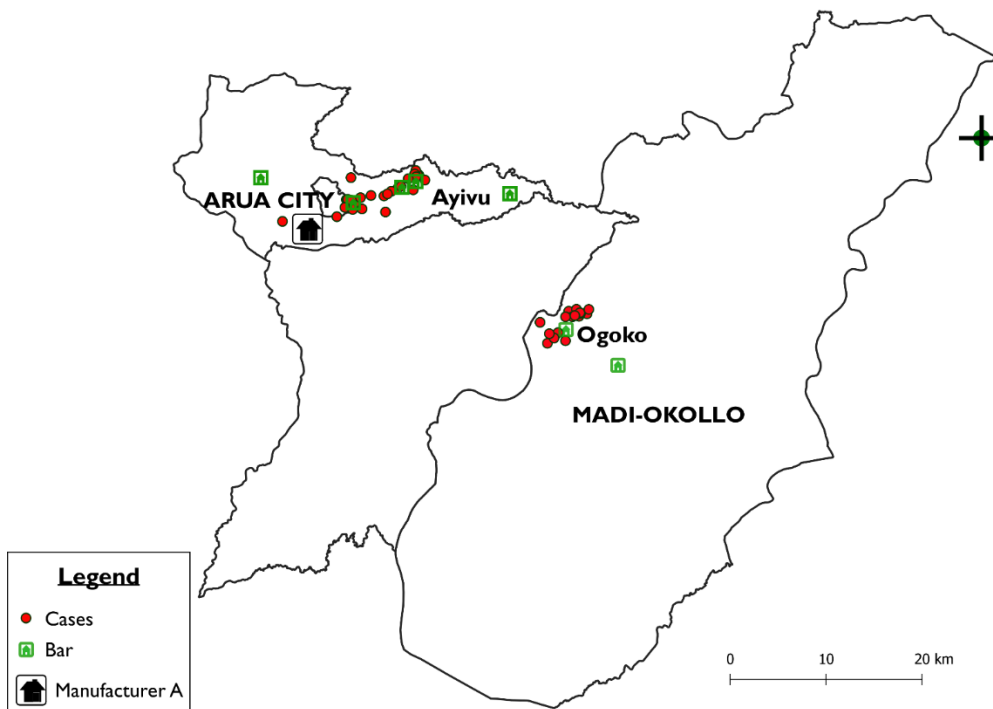 ARUA CITY
Ayivu
Ogoko
MADI-OKOLLO
Legend
Cases
Bar
Manufacturer A
0 10 20 km